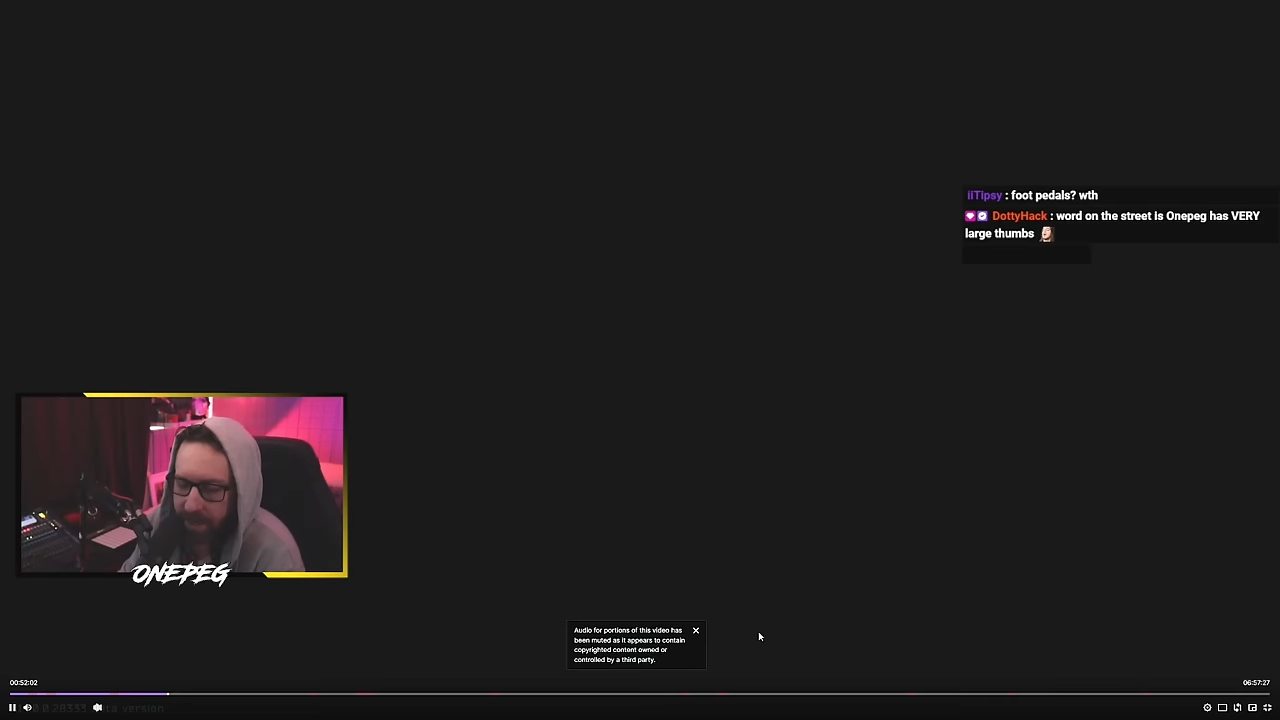 iiTipsy : foot pedals? wth
DottyHack : word on the street is Onepeg has VERY
large thumbs
ONEPEG
Audio for portions of this video has
been muted as it appears to contain
copyrighted content owned or
controlled by a third party.
00:52:02
06:57:27
version